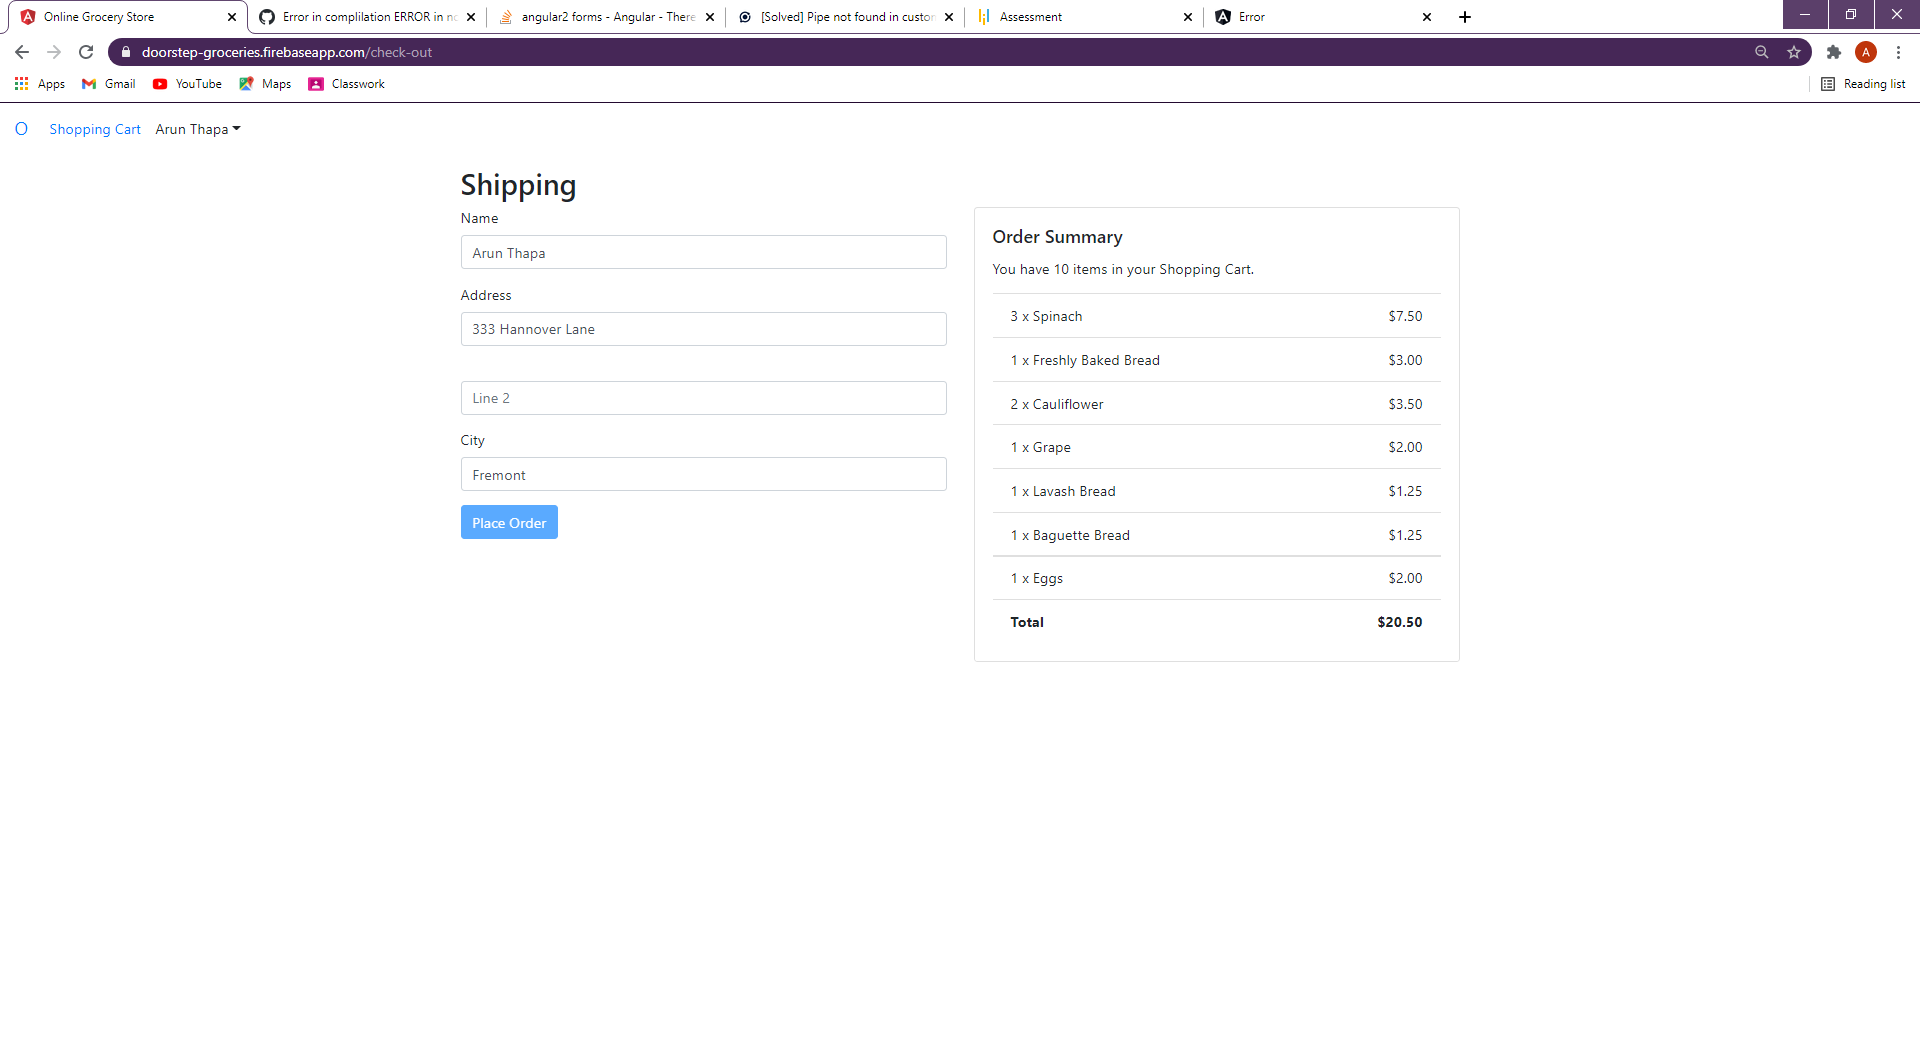 Online Grocery Store
Error in complilation ERROR in no
angular2 forms - Angular - There
[Solved] Pipe not found in custor
Assessment
Error
doorstep-groceries.firebaseapp.com/check-out
A
Apps
Gmail
YouTube
Maps
Classwork
Reading list
O
Shopping Cart
Arun Thapa
Shipping
Name
Arun Thapa
Address
333 Hannover Lane
Line 2
City
Fremont
Place Order
Order Summary
You have 10 items in your Shopping Cart.
3 x Spinach $7.50
1 x Freshly Baked Bread $3.00
2 x Cauliflower $3.50
1 x Grape $2.00
1 x Lavash Bread $1.25
1 x Baguette Bread $1.25
1 x Eggs $2.00
Total $20.50